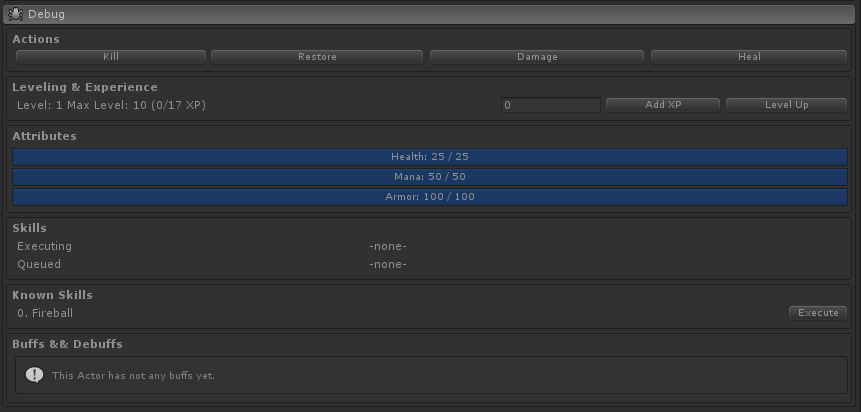 Debug
Actions
Kill Restore Damage Heal
Leveling & Experience
Level: 1 Max Level: 10 (0/17 XP) 0 Add XP Level Up
Attributes
Health: 25 / 25
Mana: 50 / 50
Armor: 100 / 100
Skills
Executing -none-
Queued -none-
Known Skills
0. Fireball Execute
Buffs && Debuffs
This Actor has not any buffs yet.